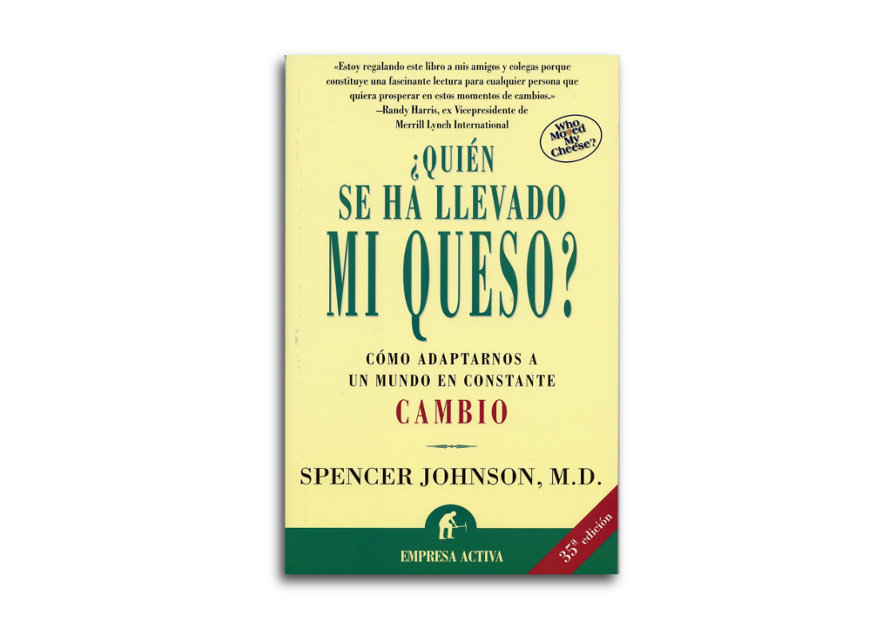 «Estoy regalando este libro a mis amigos y colegas porque
constituye una fascinante lectura para cualquier persona que
quiera prosperar en estos momentos de cambios.»
—Randy Harris, ex Vicepresidente de
Merrill Lynch International
Who
Moved
My
Cheese?
¿QUIÉN
SE HA LLEVADO
MI QUESO?
CÓMO ADAPTARNOS A
UN MUNDO EN CONSTANTE
CAMBIO
SPENCER JOHNSON, M.D.
35ª edición
EMPRESA ACTIVA